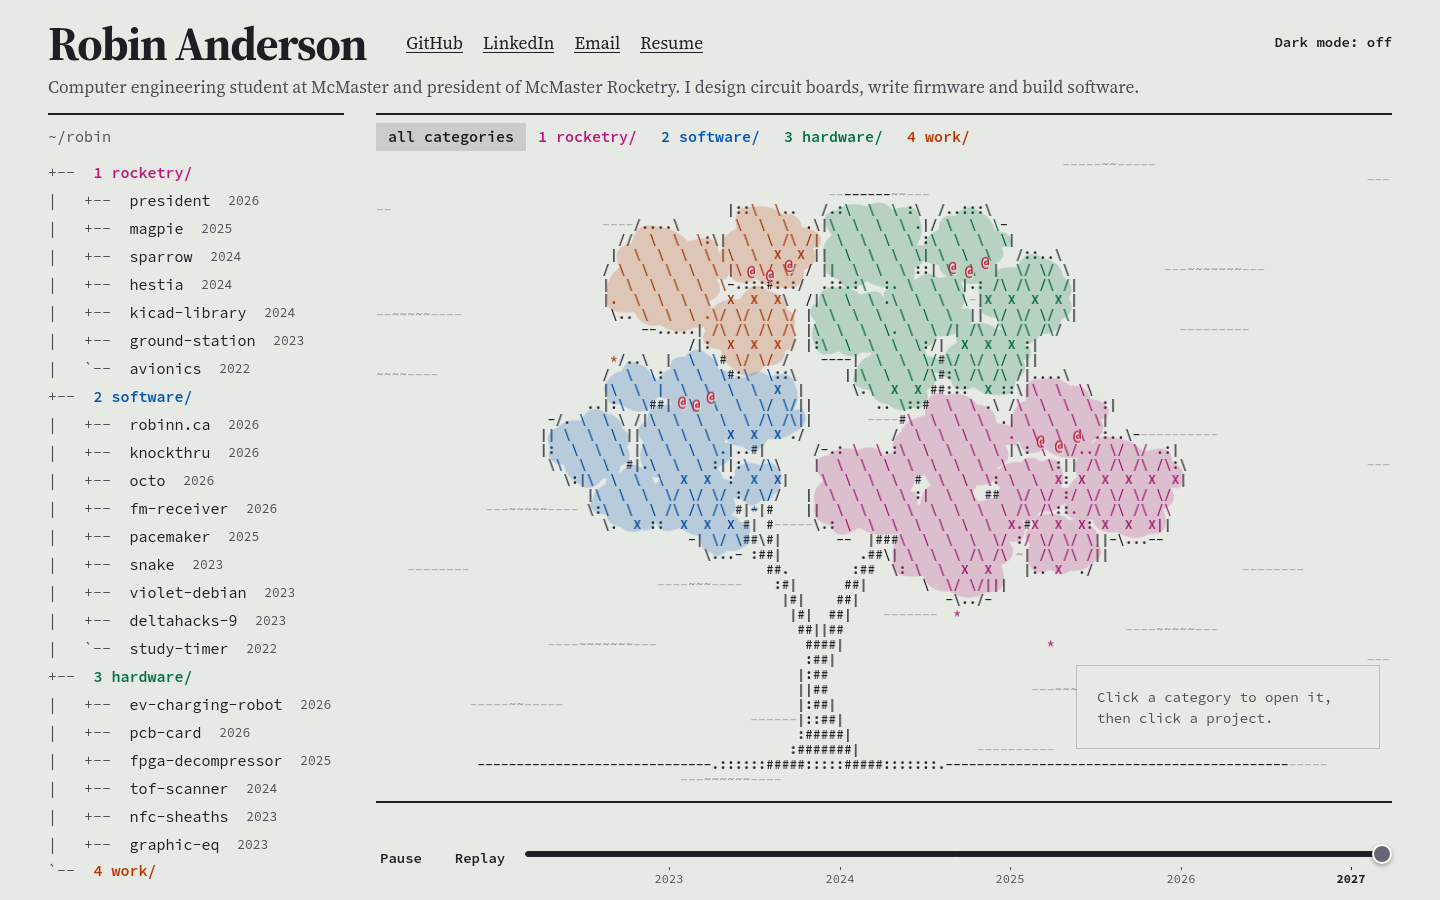 Robin Anderson
GitHub LinkedIn Email Resume
Dark mode: off
Computer engineering student at McMaster and president of McMaster Rocketry. I design circuit boards, write firmware and build software.
~/robin
+-- 1 rocketry/
| +-- president 2026
| +-- magpie 2025
| +-- sparrow 2024
| +-- hestia 2024
| +-- kicad-library 2024
| +-- ground-station 2023
| `-- avionics 2022
+-- 2 software/
| +-- robinn.ca 2026
| +-- knockthru 2026
| +-- octo 2026
| +-- fm-receiver 2026
| +-- pacemaker 2025
| +-- snake 2023
| +-- violet-debian 2023
| +-- deltahacks-9 2023
| `-- study-timer 2022
+-- 3 hardware/
| +-- ev-charging-robot 2026
| +-- pcb-card 2026
| +-- fpga-decompressor 2025
| +-- tof-scanner 2024
| +-- nfc-sheaths 2023
| +-- graphic-eq 2023
`-- 4 work/
all categories 1 rocketry/ 2 software/ 3 hardware/ 4 work/
Click a category to open it,
then click a project.
Pause Replay
2023 2024 2025 2026 2027